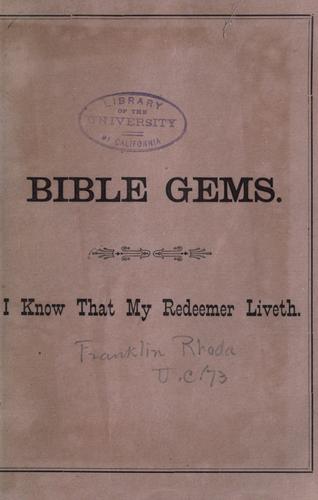 LIBRARY
OF THE
UNIVERSITY
OF CALIFORNIA
BIBLE GEMS.
I Know That My Redeemer Liveth.
Franklin Rhoda
U.C. '73